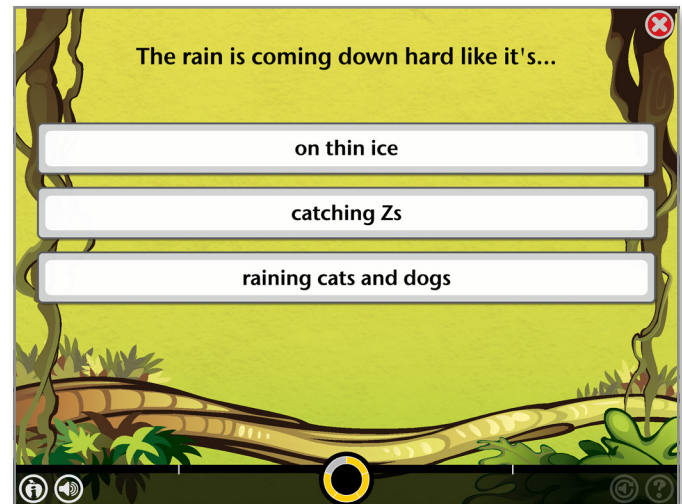 The rain is coming down hard like it's...
on thin ice
catching Zs
raining cats and dogs